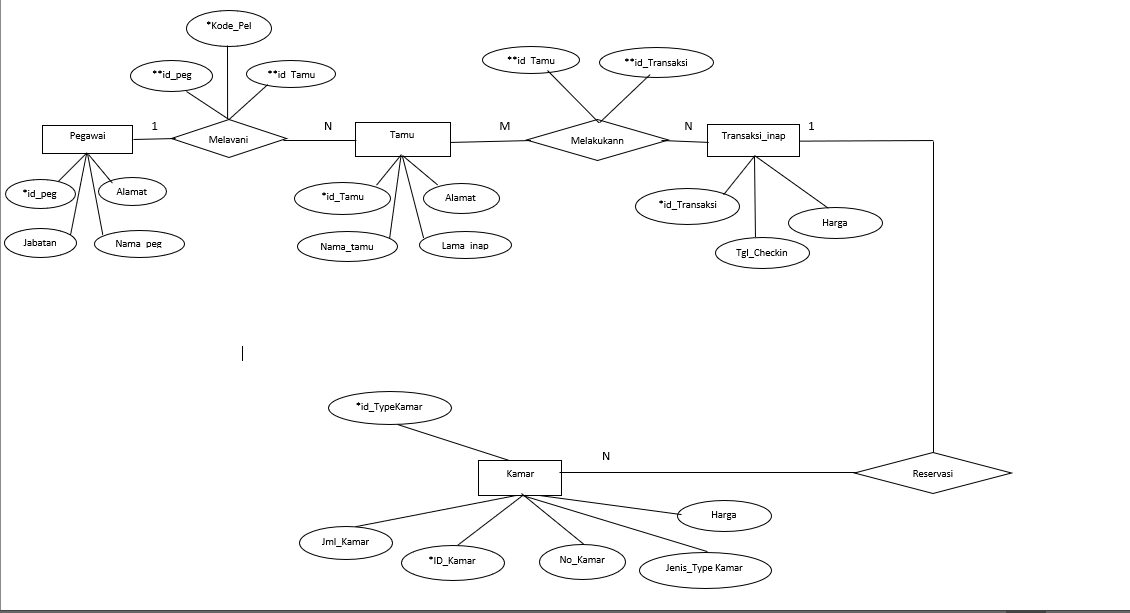 *Kode_Pel
**id_peg
**id_Tamu
**id_Tamu
**id_Transaksi
Pegawai
1
Melayani
N
Tamu
M
Melakukann
N
Transaksi_inap
1
*id_peg
Alamat
Jabatan
Nama_peg
*id_Tamu
Alamat
Nama_tamu
Lama_inap
*id_Transaksi
Harga
Tgl_Checkin
*id_TypeKamar
N
Kamar
Reservasi
Harga
Jml_Kamar
*ID_Kamar
No_Kamar
Jenis_Type Kamar